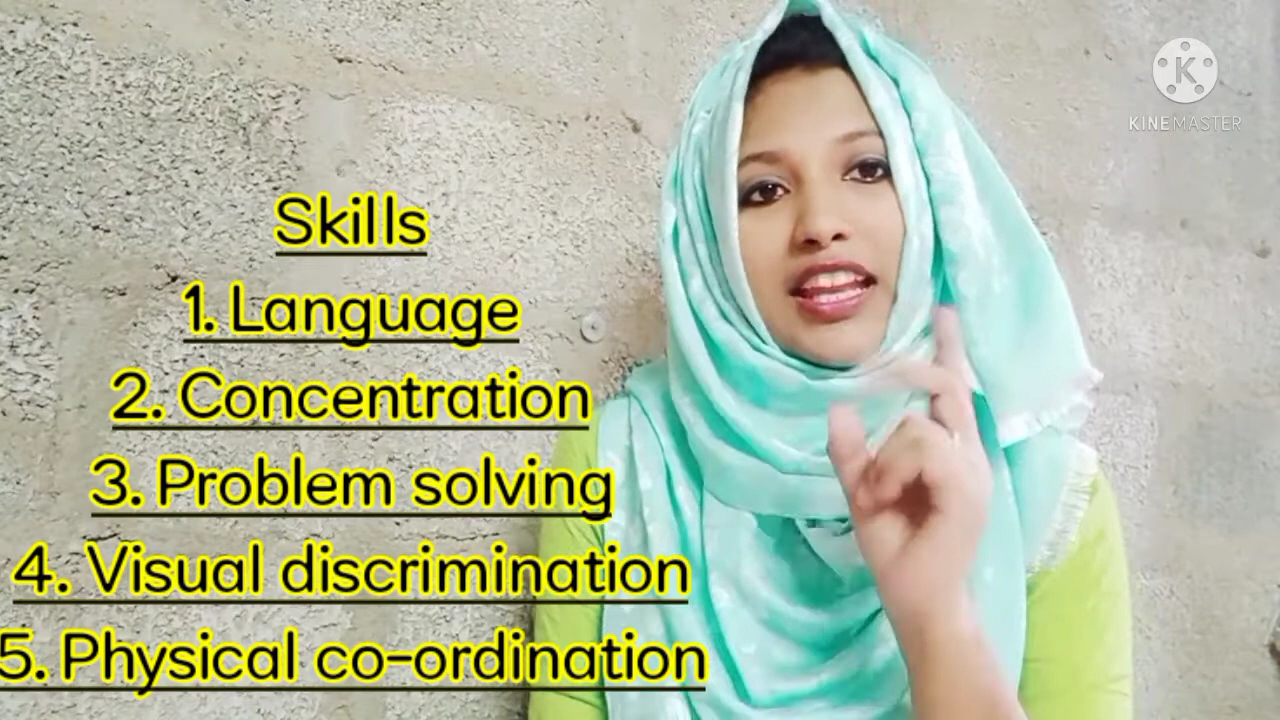 Skills
1. Language
2. Concentration
3. Problem solving
4. Visual discrimination
5. Physical co-ordination
K
KINEMASTER